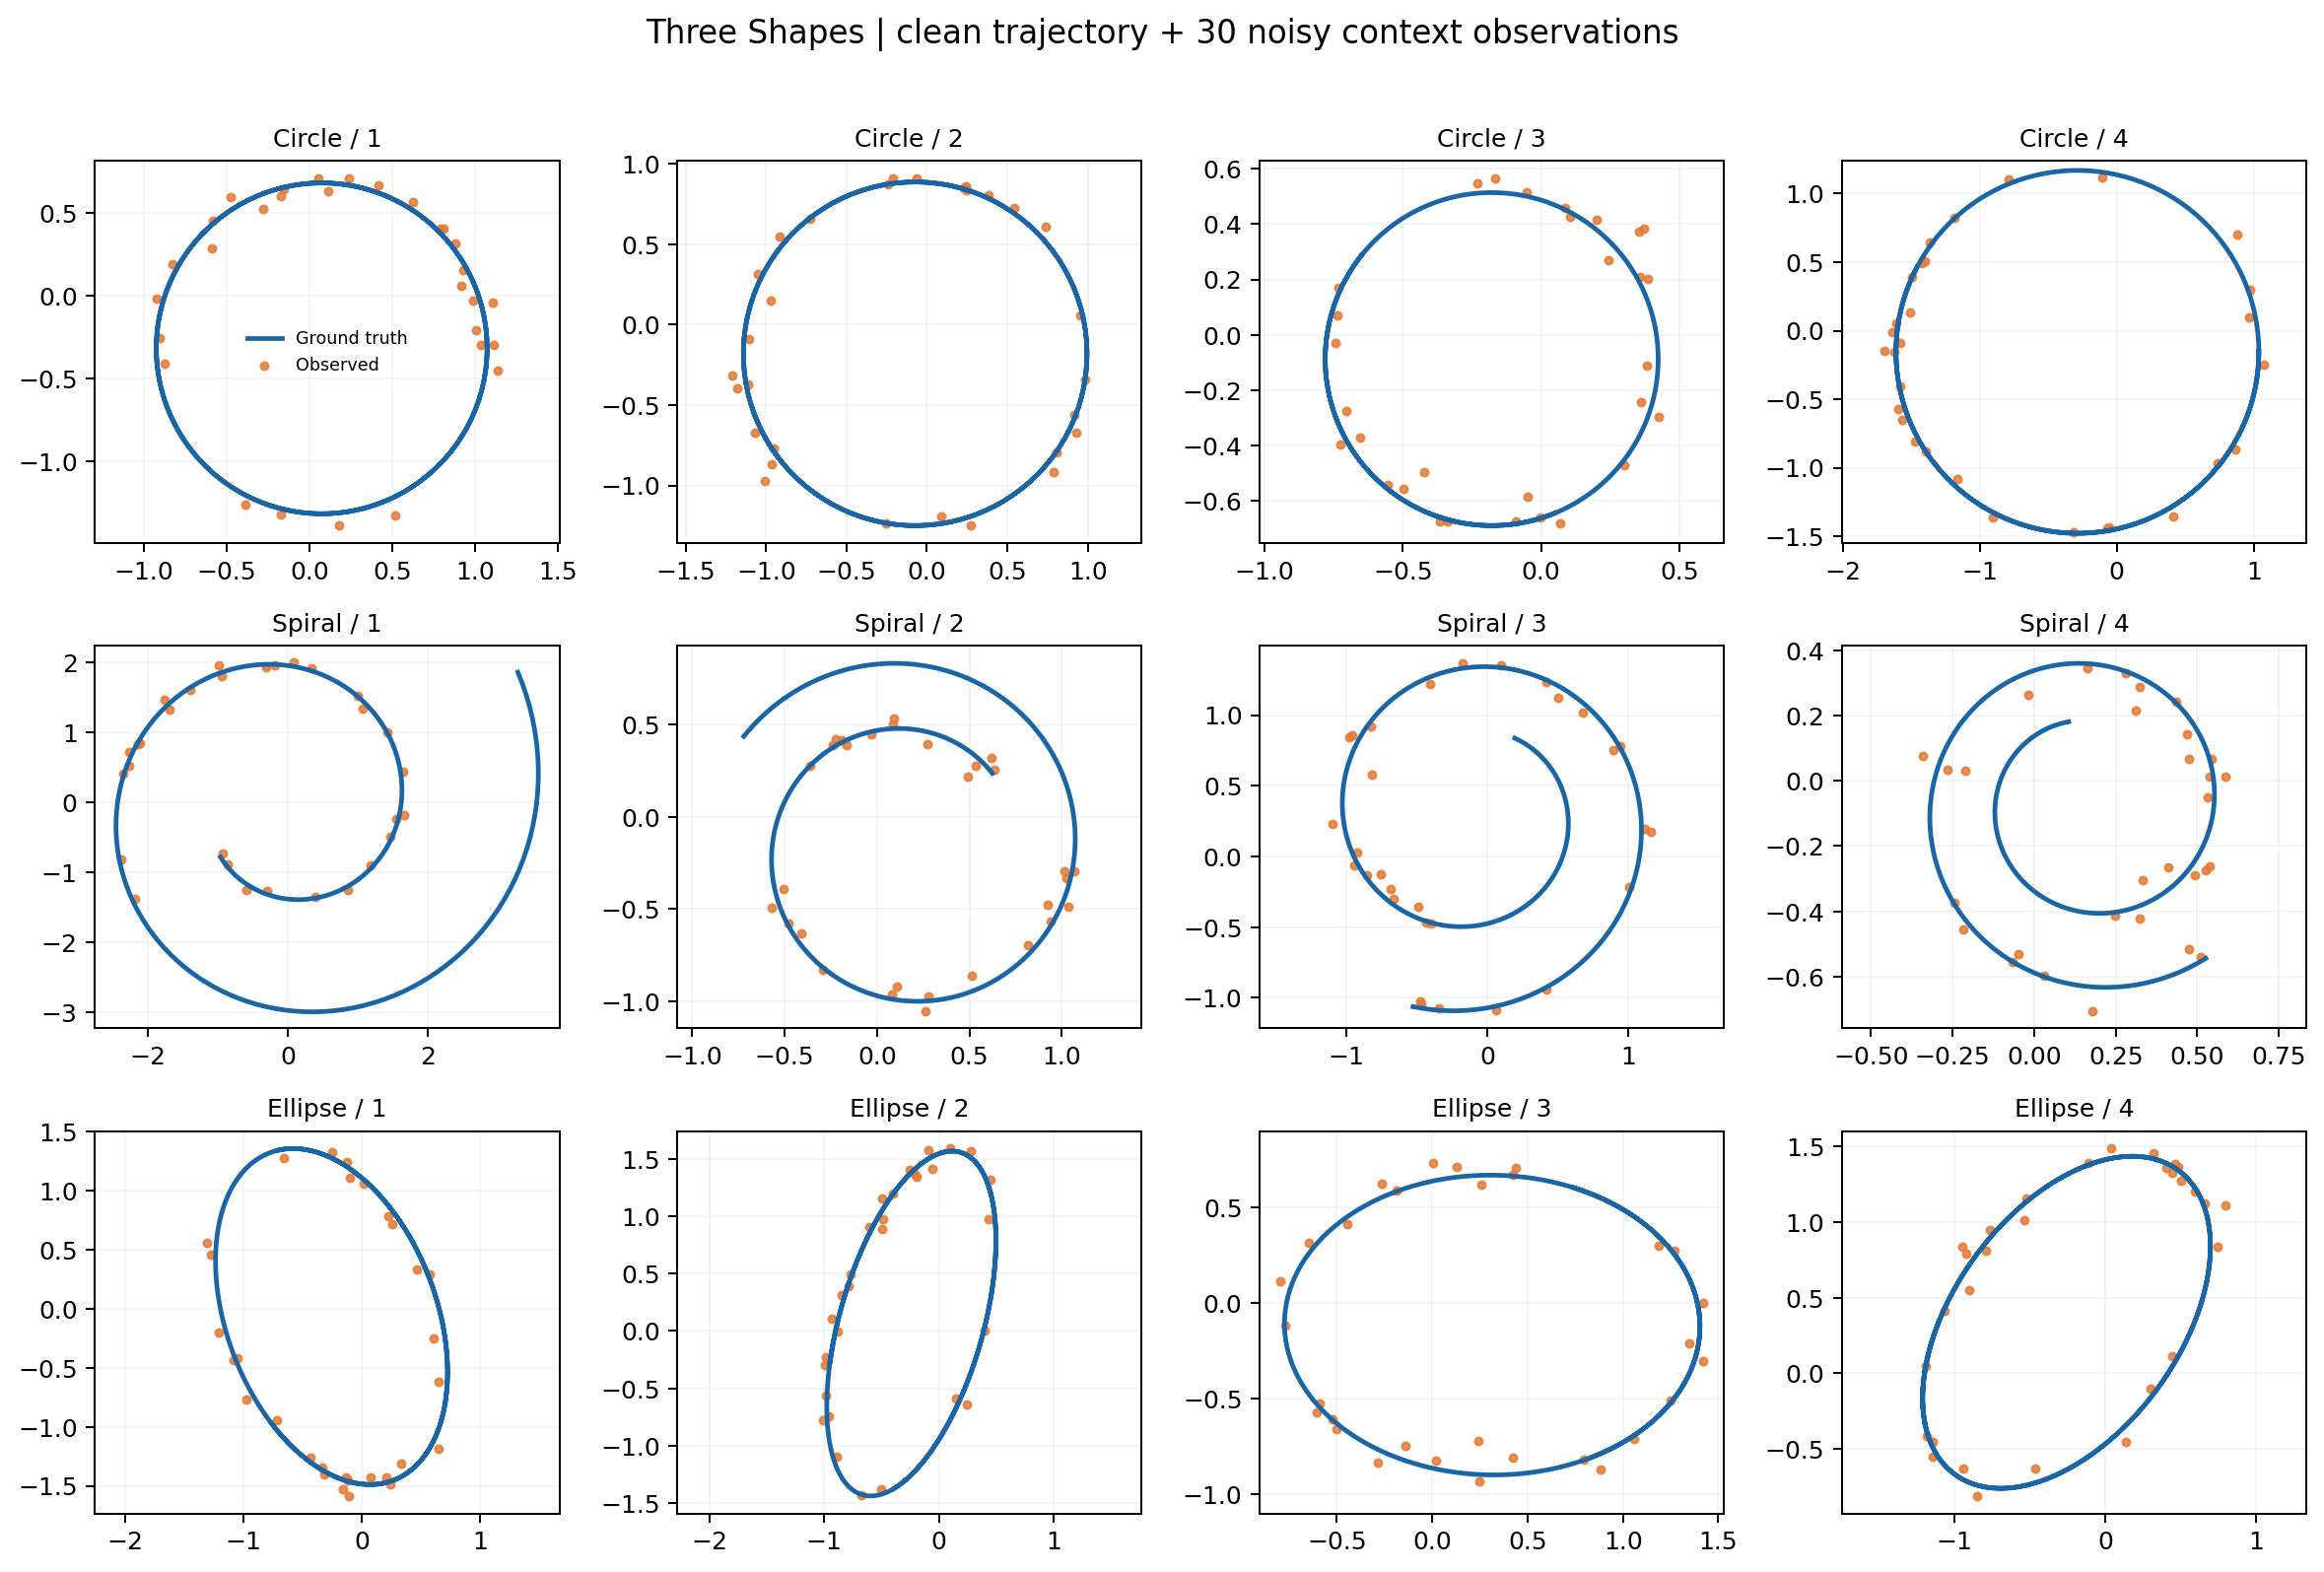 Three Shapes | clean trajectory + 30 noisy context observations
Circle / 1
Circle / 2
Circle / 3
Circle / 4
0.5
0.0
−0.5
−1.0
Ground truth
Observed
−1.0 −0.5 0.0 0.5 1.0 1.5
1.0
0.5
0.0
−0.5
−1.0
−1.5 −1.0 −0.5 0.0 0.5 1.0
0.6
0.4
0.2
0.0
−0.2
−0.4
−0.6
−1.0 −0.5 0.0 0.5
1.0
0.5
0.0
−0.5
−1.0
−1.5
−2 −1 0 1
Spiral / 1
Spiral / 2
Spiral / 3
Spiral / 4
2
1
0
−1
−2
−3
−2 0 2
0.5
0.0
−0.5
−1.0
−1.0 −0.5 0.0 0.5 1.0
1.0
0.5
0.0
−0.5
−1.0
−1 0 1
0.4
0.2
0.0
−0.2
−0.4
−0.6
−0.50 −0.25 0.00 0.25 0.50 0.75
Ellipse / 1
Ellipse / 2
Ellipse / 3
Ellipse / 4
1.5
1.0
0.5
0.0
−0.5
−1.0
−1.5
−2 −1 0 1
1.5
1.0
0.5
0.0
−0.5
−1.0
−1.5
−2 −1 0 1
0.5
0.0
−0.5
−1.0
−0.5 0.0 0.5 1.0 1.5
1.5
1.0
0.5
0.0
−0.5
−1 0 1